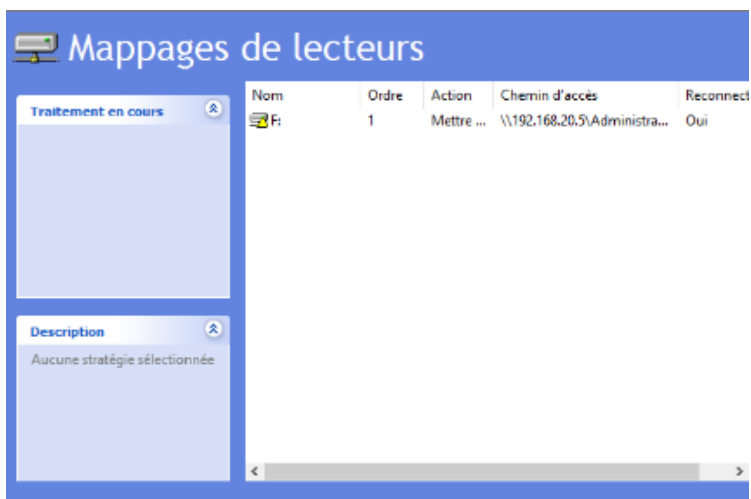 Mappages de lecteurs
Traitement en cours
Description
Aucune stratégie sélectionnée
Nom Ordre Action Chemin d'accès Reconnect
F: 1 Mettre ... \\192.168.20.5\Administra... Oui